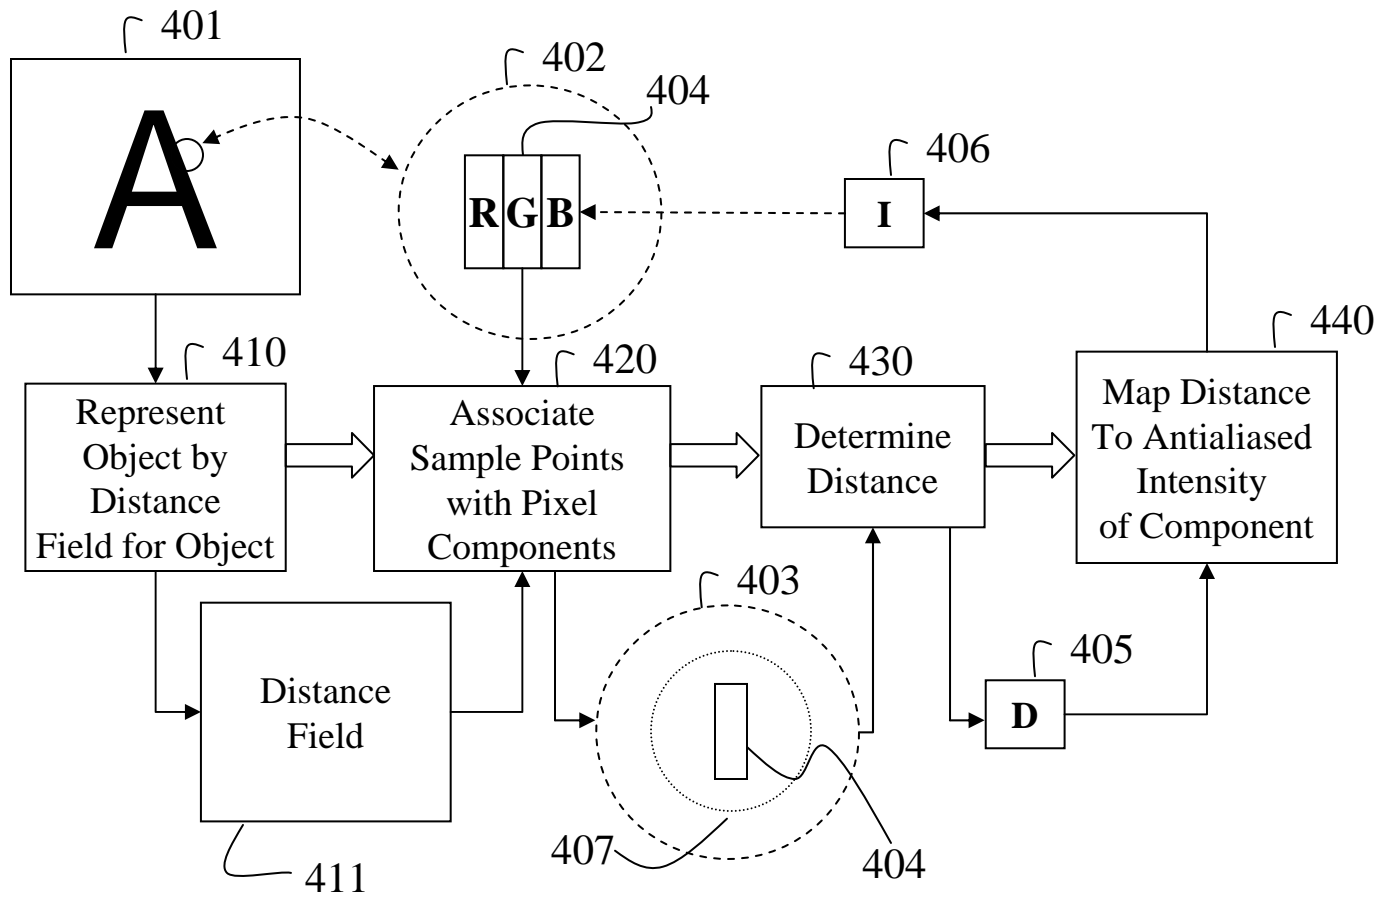 401
402
404
A
R G B
406
I
410
Represent
Object by
Distance
Field for Object
420
Associate
Sample Points
with Pixel
Components
430
Determine
Distance
440
Map Distance
To Antialiased
Intensity
of Component
Distance
Field
411
403
407
404
405
D